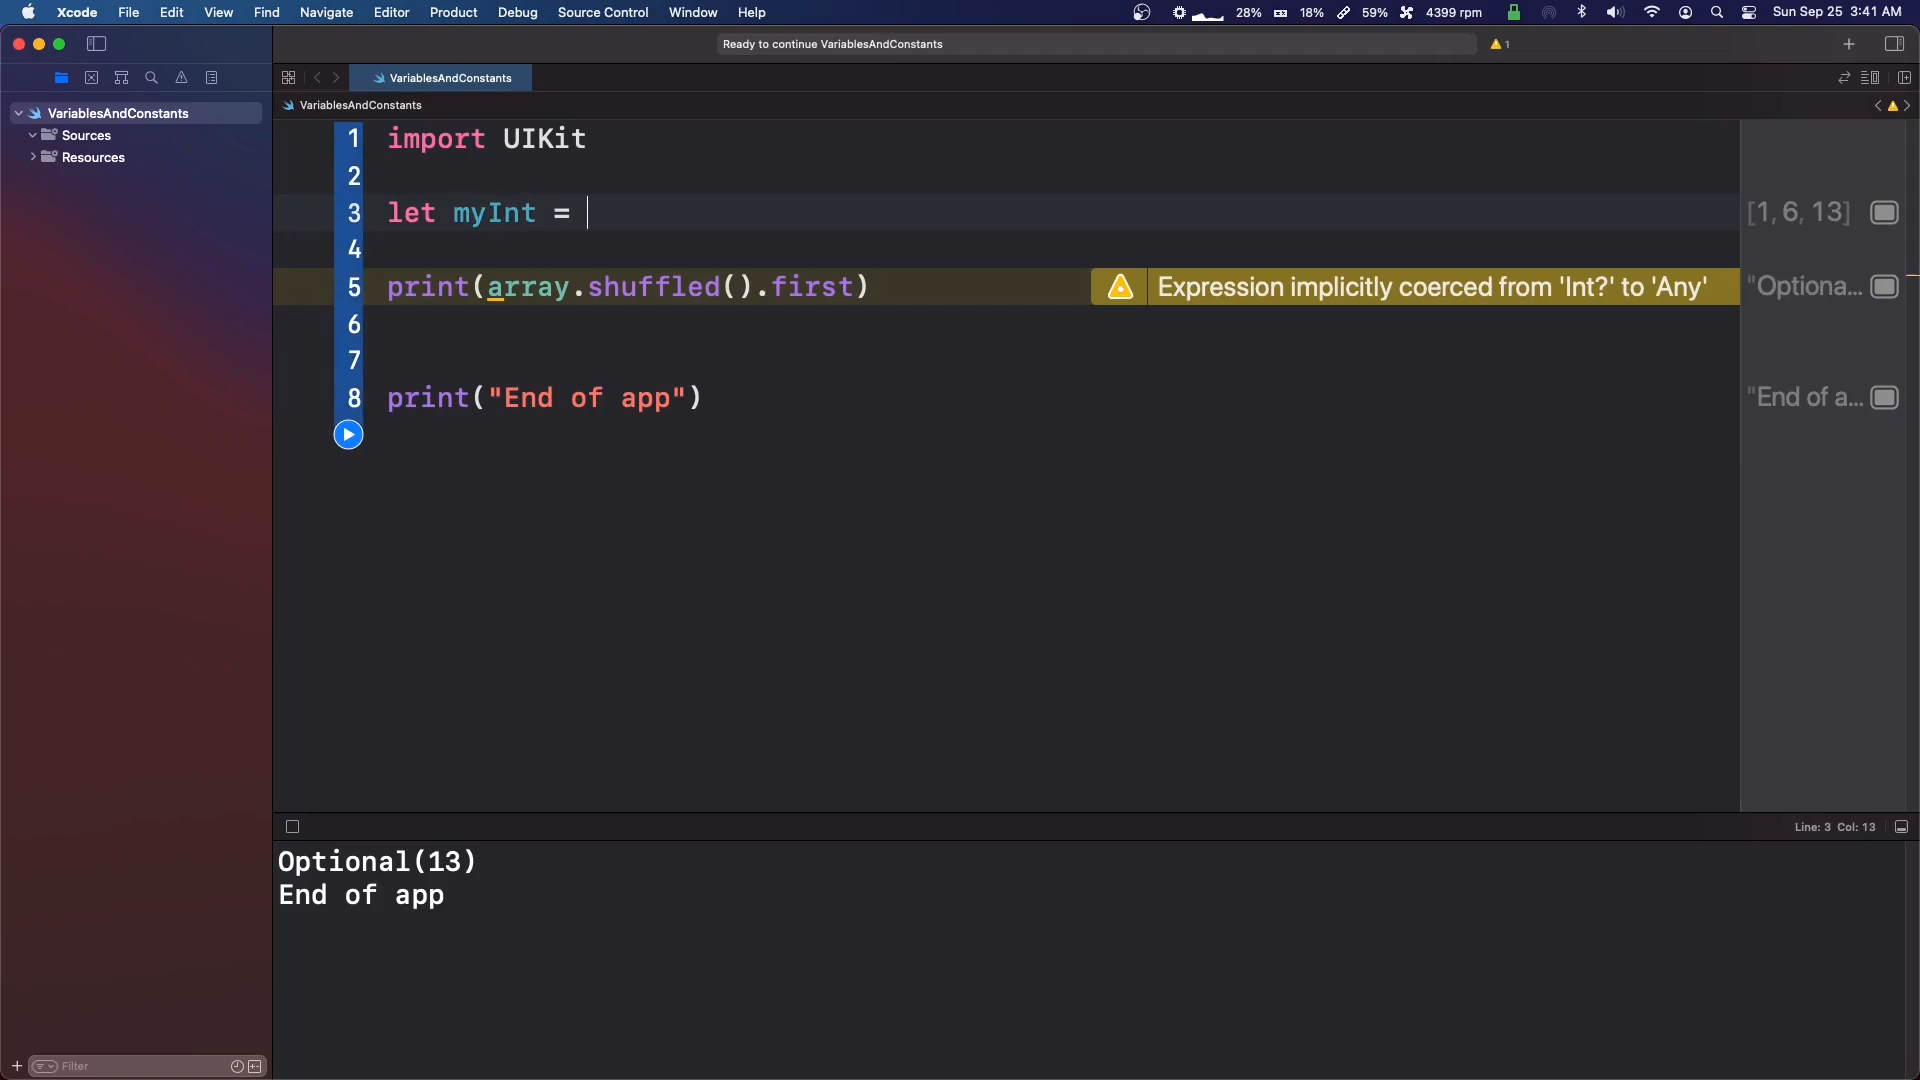 Xcode File Edit View Find Navigate Editor Product Debug Source Control Window Help 28% 18% 59% 4399 rpm Sun Sep 25 3:41 AM
Ready to continue VariablesAndConstants 1
VariablesAndConstants
VariablesAndConstants
VariablesAndConstants
Sources
Resources
1 import UIKit
2
3 let myInt = [1, 6, 13]
4
5 print(array.shuffled().first) Expression implicitly coerced from 'Int?' to 'Any' "Optiona...
6
7
8 print("End of app") "End of a...
Line: 3 Col: 13
Optional(13)
End of app
Filter